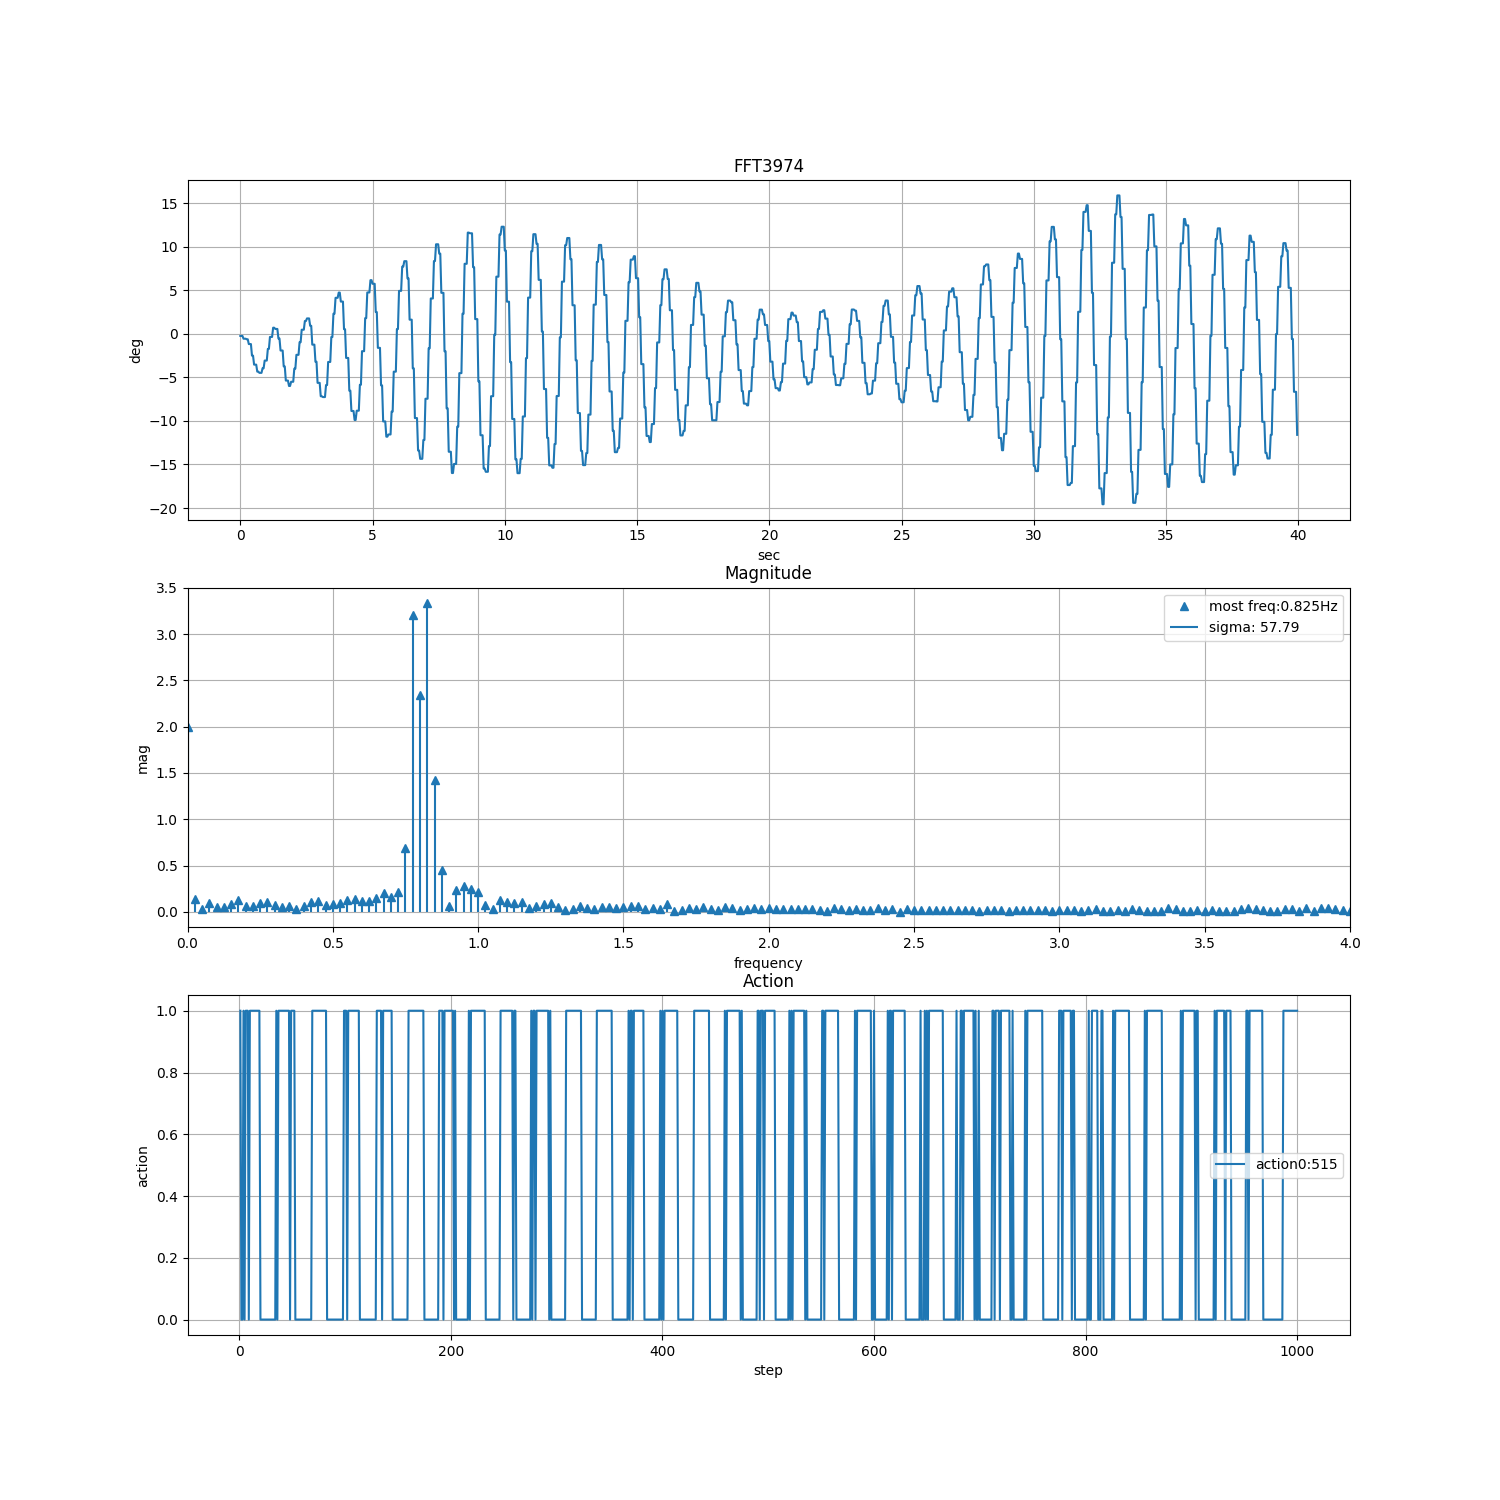 FFT3974
15
10
5
0
−5
−10
−15
−20
deg
0 5 10 15 20 25 30 35 40
sec
Magnitude
3.5
3.0
2.5
2.0
1.5
1.0
0.5
0.0
mag
most freq:0.825Hz
sigma: 57.79
0.0 0.5 1.0 1.5 2.0 2.5 3.0 3.5 4.0
frequency
Action
1.0
0.8
0.6
0.4
0.2
0.0
action
action0:515
0 200 400 600 800 1000
step